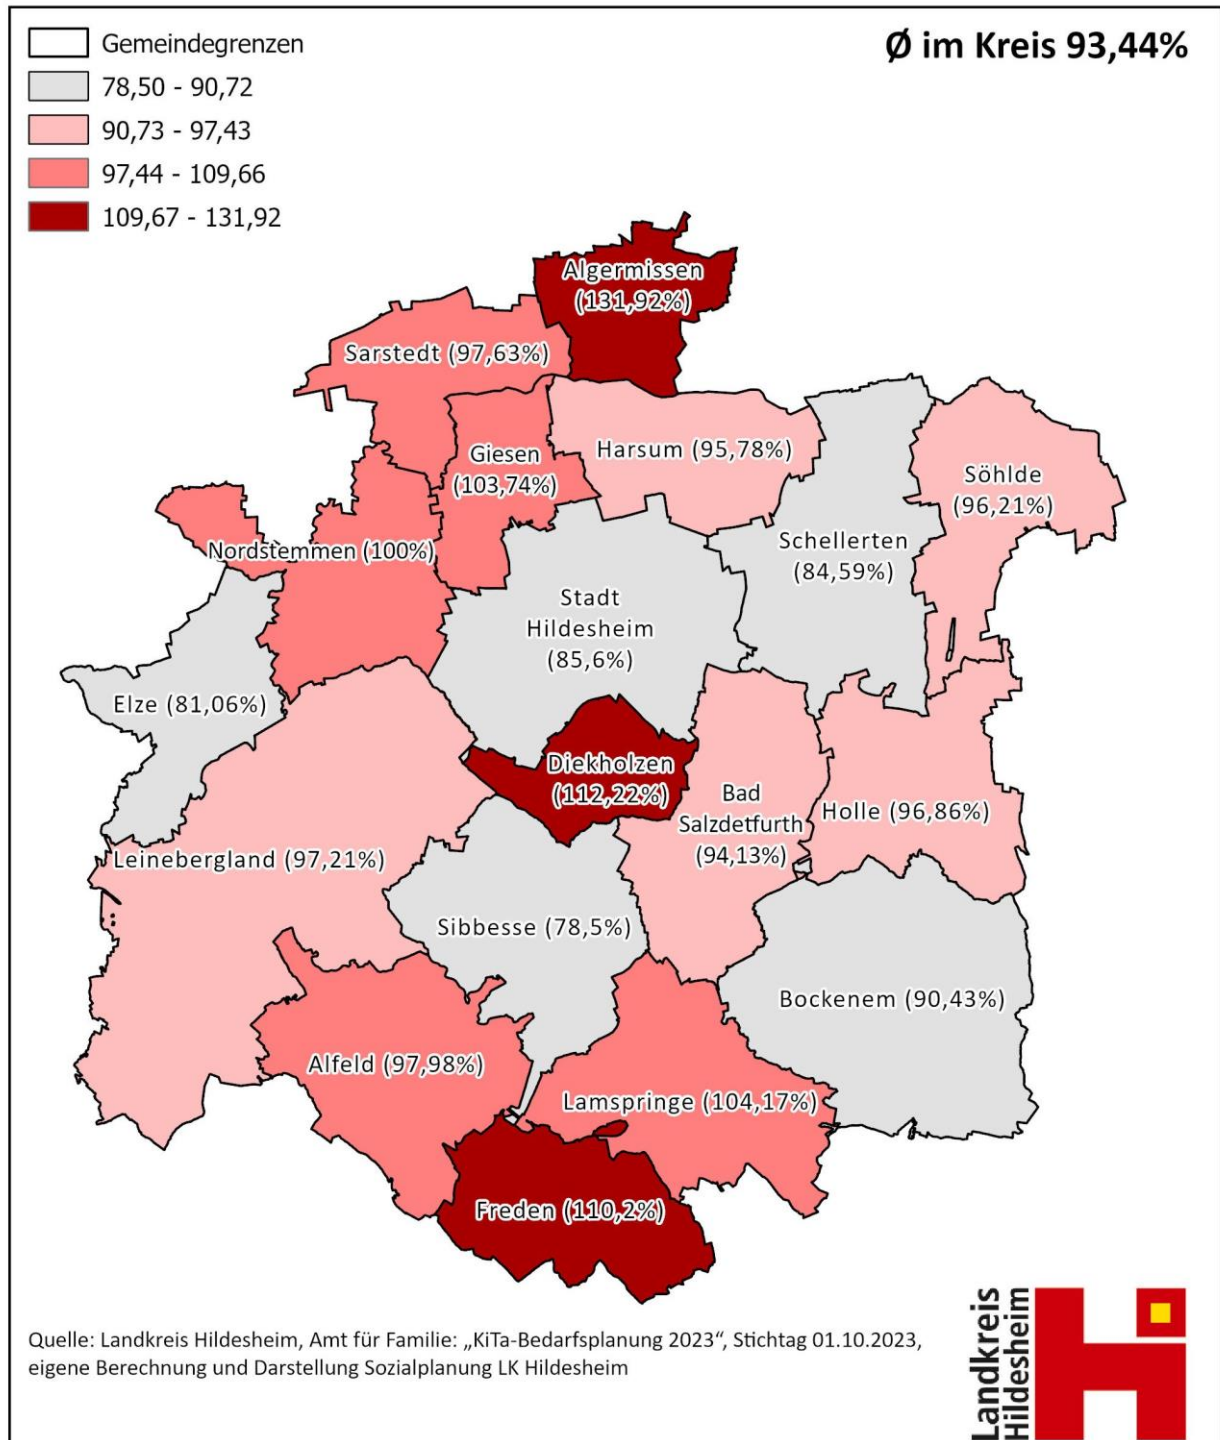 Gemeindegrenzen
78,50 - 90,72
90,73 - 97,43
97,44 - 109,66
109,67 - 131,92
Ø im Kreis 93,44%
Algermissen
(131,92%)
Sarstedt (97,63%)
Giesen
(103,74%)
Harsum (95,78%)
Söhlde
(96,21%)
Nordstemmen (100%)
Schellerten
(84,59%)
Stadt
Hildesheim
(85,6%)
Elze (81,06%)
Diekholzen
(112,22%)
Bad
Salzdetfurth
(94,13%)
Holle (96,86%)
Leinebergland (97,21%)
Sibbesse (78,5%)
Bockenem (90,43%)
Alfeld (97,98%)
Lamspringe (104,17%)
Freden (110,2%)
Quelle: Landkreis Hildesheim, Amt für Familie: „KiTa-Bedarfsplanung 2023“, Stichtag 01.10.2023,
eigene Berechnung und Darstellung Sozialplanung LK Hildesheim
Landkreis
Hildesheim